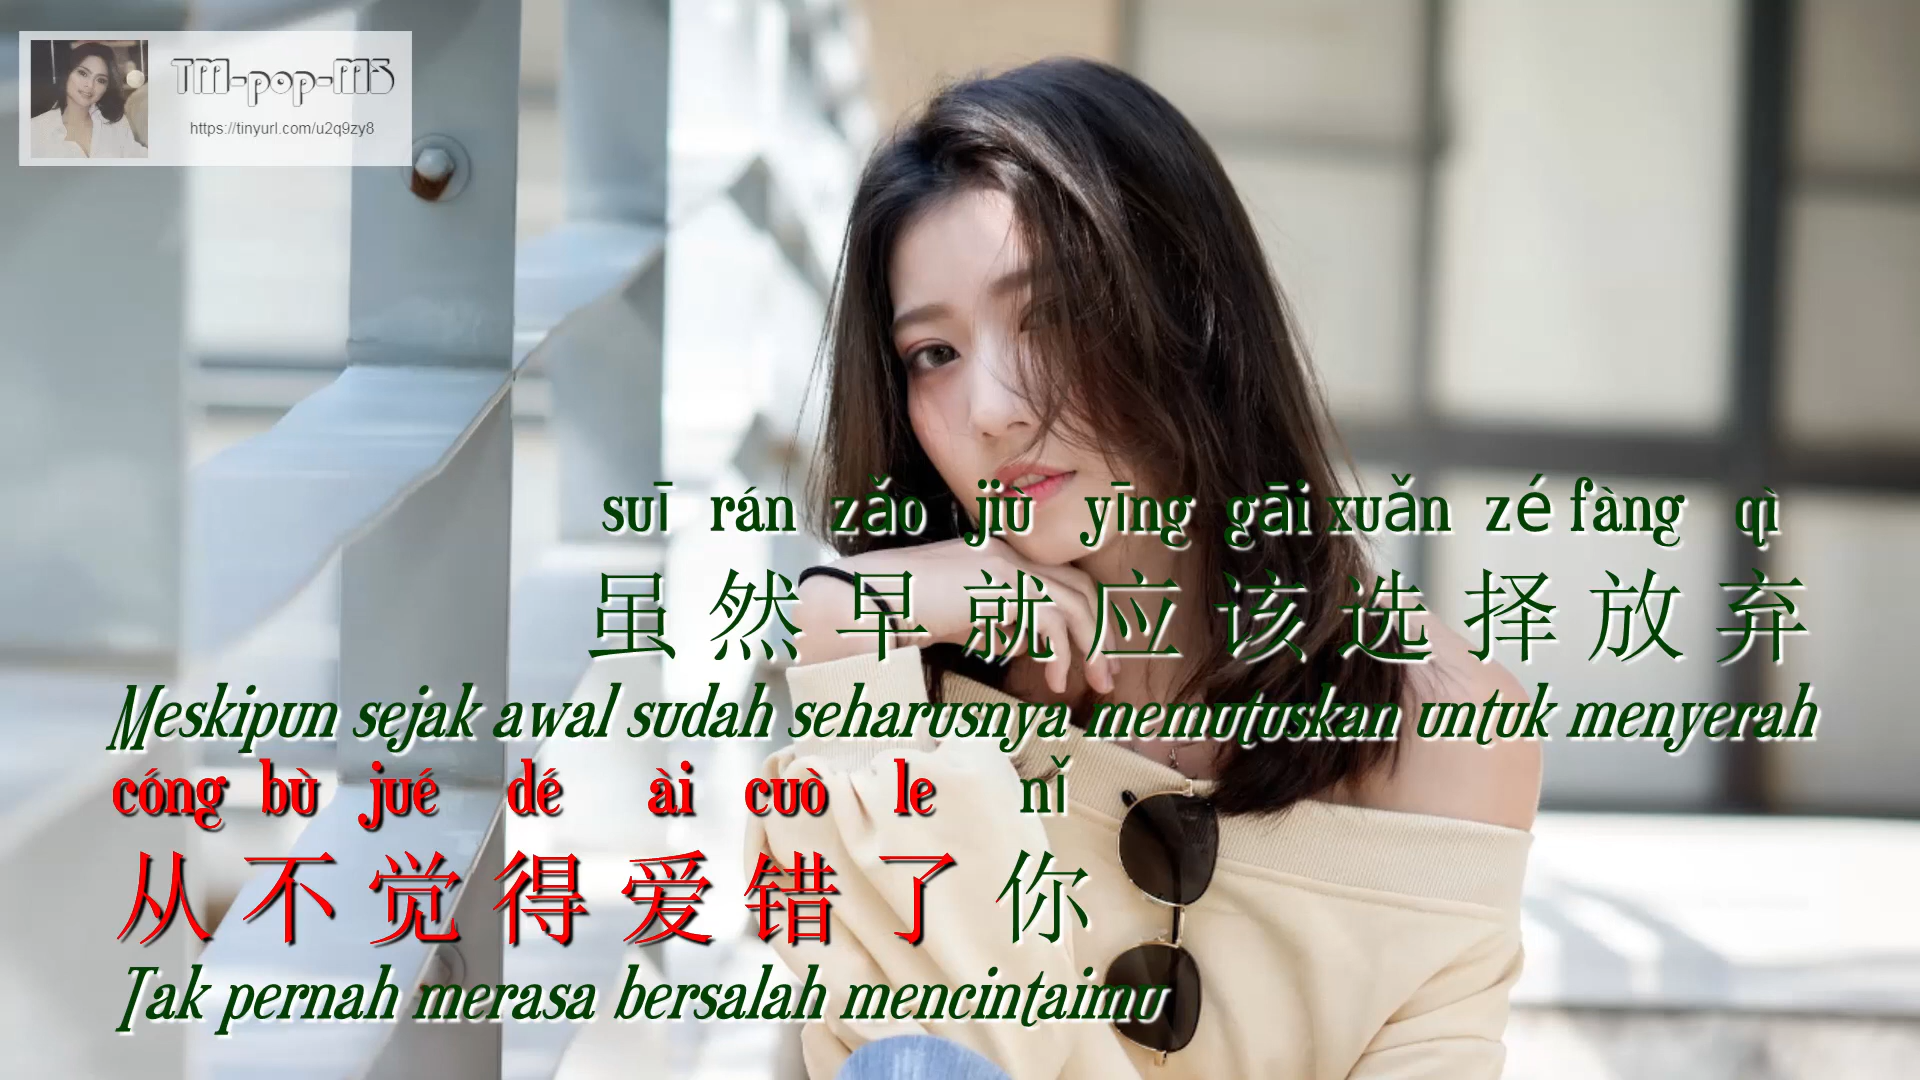 TM-pop-M3
https://tinyurl.com/u2q9zy8
suī rán zǎo jiù yīng gāi xuǎn zé fàng qì
虽然早就应该选择放弃
Meskipun sejak awal sudah seharusnya memutuskan untuk menyerah
cóng bù jué dé ài cuò le nǐ
从不觉得爱错了你
Tak pernah merasa bersalah mencintaimu